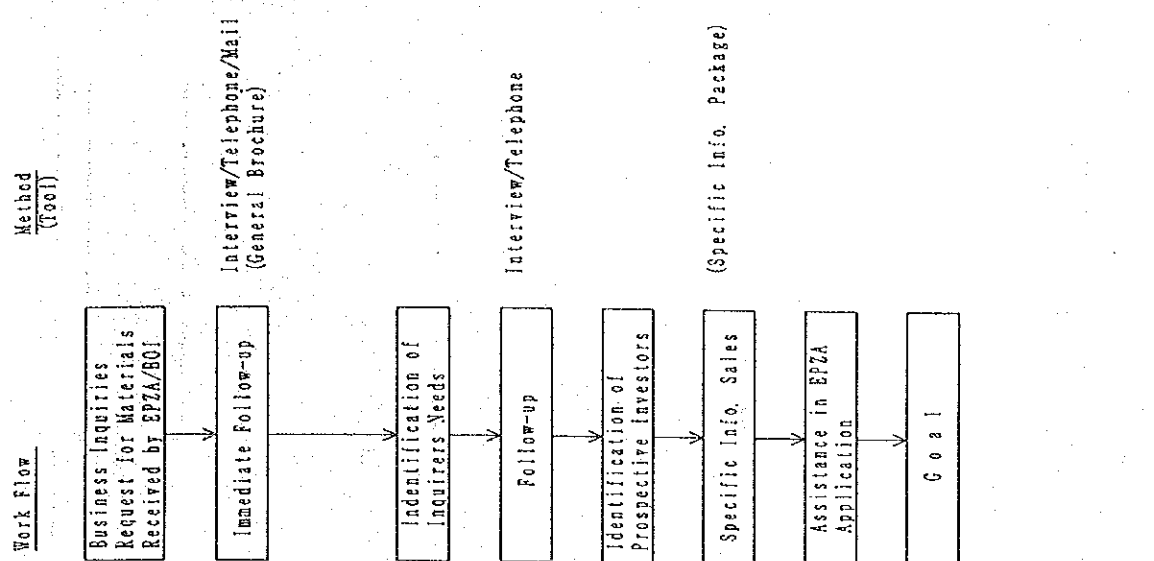 Work Flow
Method
(Tool)
Business Inquiries
Request for Materials
Received by EPZA/BOI
Immediate Follow-up
Interview/Telephone/Mail
(General Brochure)
Indentification of
Inquirers Needs
Follow-up
Interview/Telephone
Identification of
Prospective Investors
Specific Info. Sales
(Specific Info. Package)
Assistance in EPZA
Application
Goal